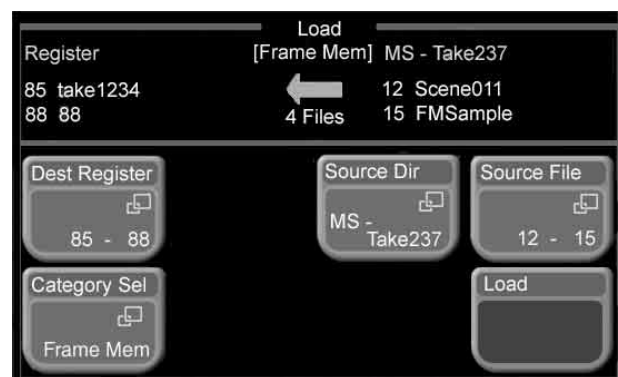 Load
Register [Frame Mem] MS - Take237
85 take1234 12 Scene011
88 88 4 Files 15 FMSample
Dest Register Source Dir Source File
85 - 88 MS - Take237 12 - 15
Category Sel Load
Frame Mem